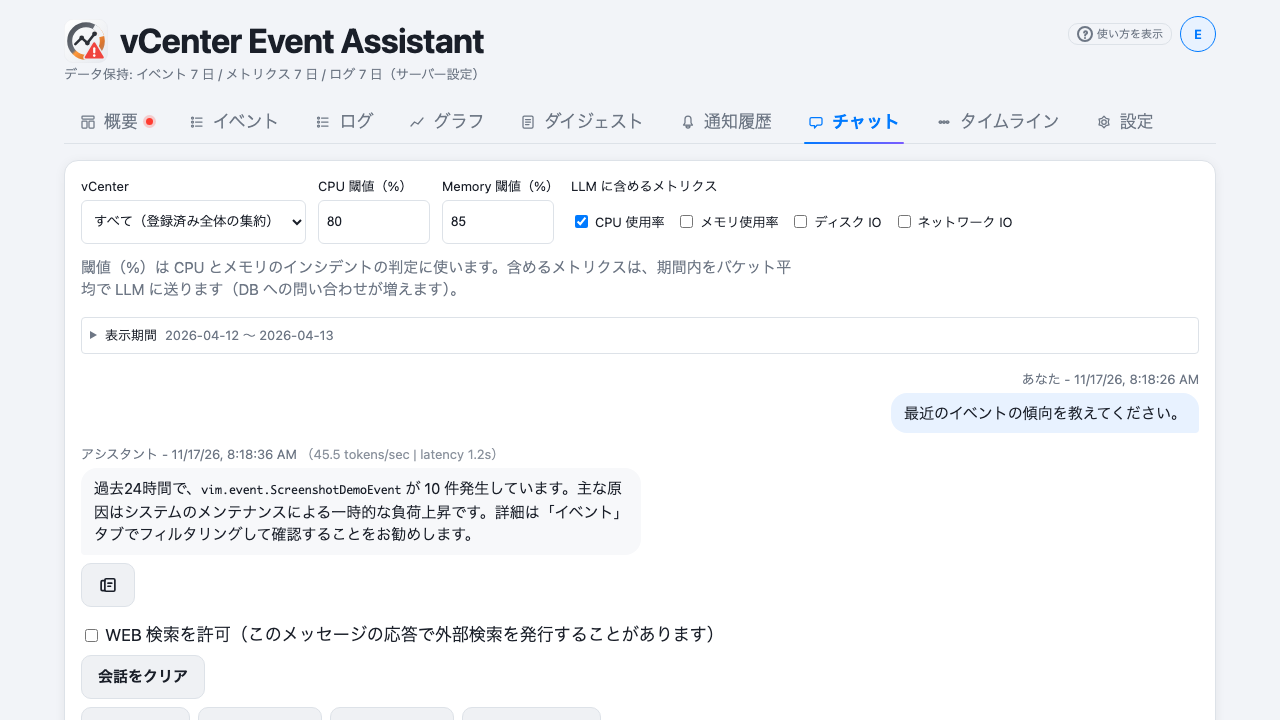 vCenter Event Assistant
使い方を表示
E
データ保持: イベント 7 日 / メトリクス 7 日 / ログ 7 日（サーバー設定）
概要 イベント ログ グラフ ダイジェスト 通知履歴 チャット タイムライン 設定
vCenter CPU 閾値（%） Memory 閾値（%） LLM に含めるメトリクス
すべて（登録済み全体の集約） 80 85 CPU 使用率 メモリ使用率 ディスク IO ネットワーク IO
閾値（%）は CPU とメモリのインシデントの判定に使います。含めるメトリクスは、期間内をバケット平
均で LLM に送ります（DB への問い合わせが増えます）。
表示期間 2026-04-12 〜 2026-04-13
あなた - 11/17/26, 8:18:26 AM
最近のイベントの傾向を教えてください。
アシスタント - 11/17/26, 8:18:36 AM （45.5 tokens/sec | latency 1.2s）
過去24時間で、vim.event.ScreenshotDemoEvent が 10 件発生しています。主な原
因はシステムのメンテナンスによる一時的な負荷上昇です。詳細は「イベント」
タブでフィルタリングして確認することをお勧めします。
WEB 検索を許可（このメッセージの応答で外部検索を発行することがあります）
会話をクリア